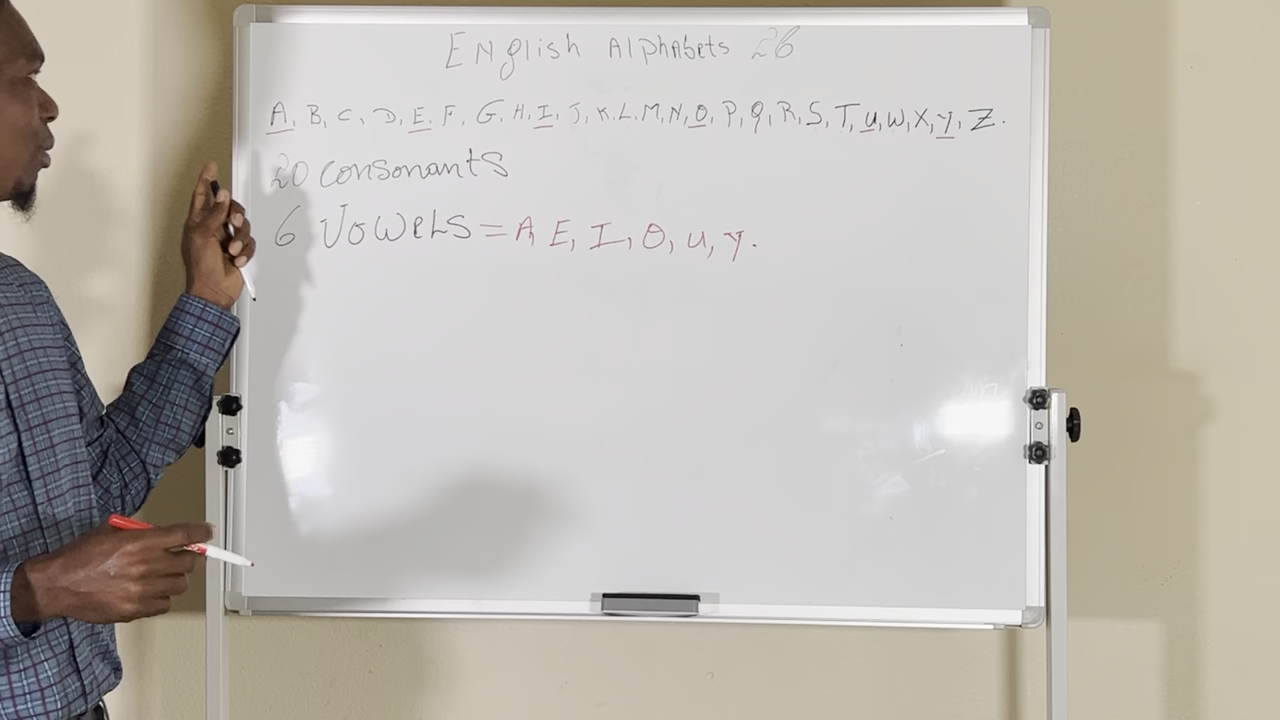 English Alphabets 26
A, B, C, D, E, F, G, H, I, J, K, L, M, N, O, P, Q, R, S, T, U, W, X, Y, Z.
20 consonants
6 VOWELS = A, E, I, O, U, Y.